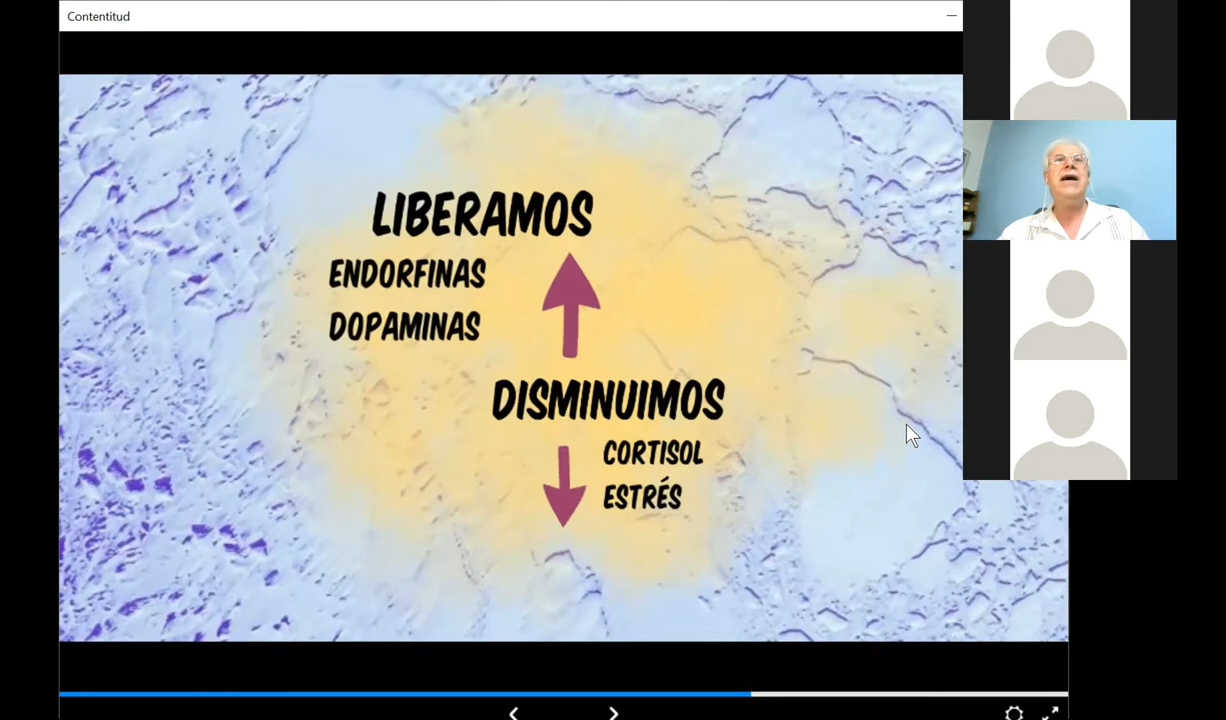 Contentitud
LIBERAMOS
ENDORFINAS
DOPAMINAS
DISMINUIMOS
CORTISOL
ESTRÉS